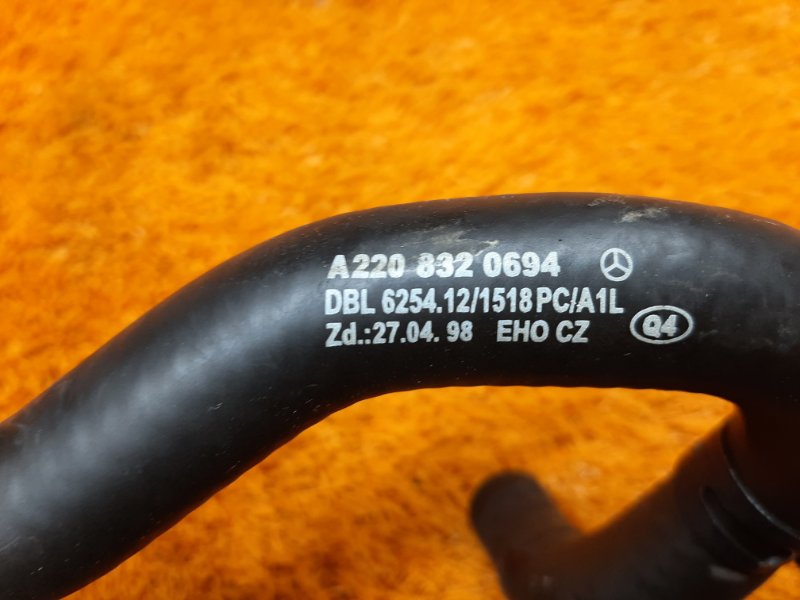 A220 832 0694
DBL 6254.12/1518 PC/A1L
Zd.:27.04. 98 EHO CZ Q4